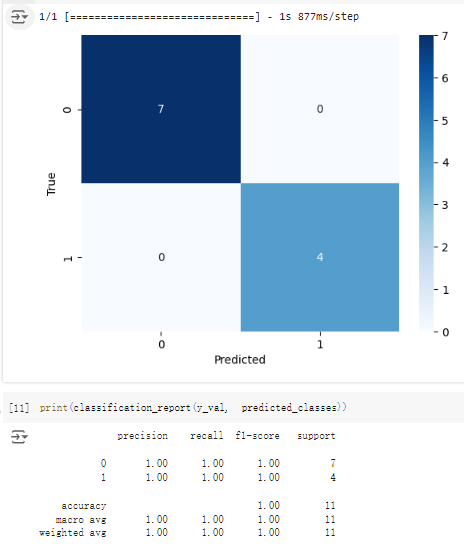 1/1 [==============================] - 1s 877ms/step
7
0
7
0
6
5
True
4
0
4
3
1
2
1
0
0
1
Predicted
[11] print(classification_report(y_val, predicted_classes))
precision recall f1-score support
0 1.00 1.00 1.00 7
1 1.00 1.00 1.00 4
accuracy 1.00 11
macro avg 1.00 1.00 1.00 11
weighted avg 1.00 1.00 1.00 11